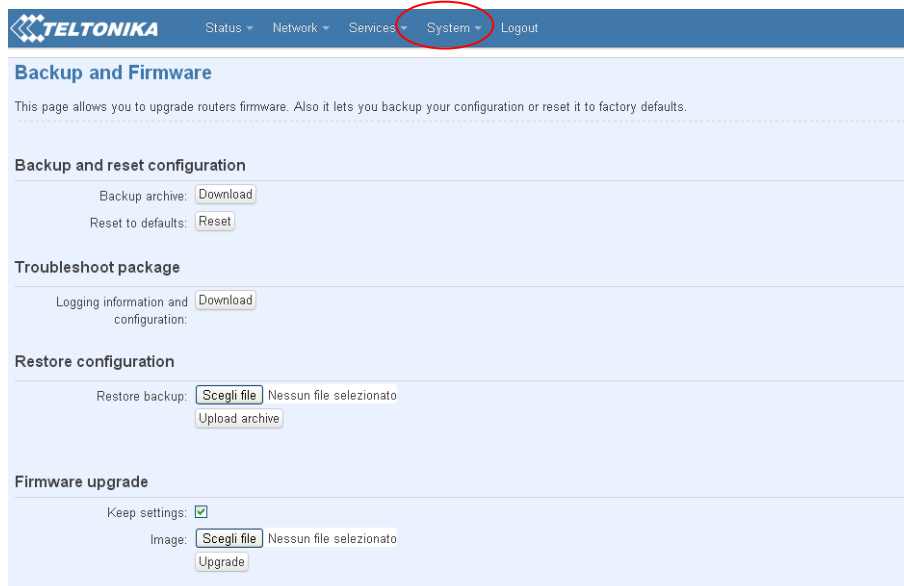 TELTONIKA Status Network Services System Logout
Backup and Firmware
This page allows you to upgrade routers firmware. Also it lets you backup your configuration or reset it to factory defaults.
Backup and reset configuration
Backup archive: Download
Reset to defaults: Reset
Troubleshoot package
Logging information and Download
configuration:
Restore configuration
Restore backup: Scegli file Nessun file selezionato
Upload archive
Firmware upgrade
Keep settings:
Image: Scegli file Nessun file selezionato
Upgrade